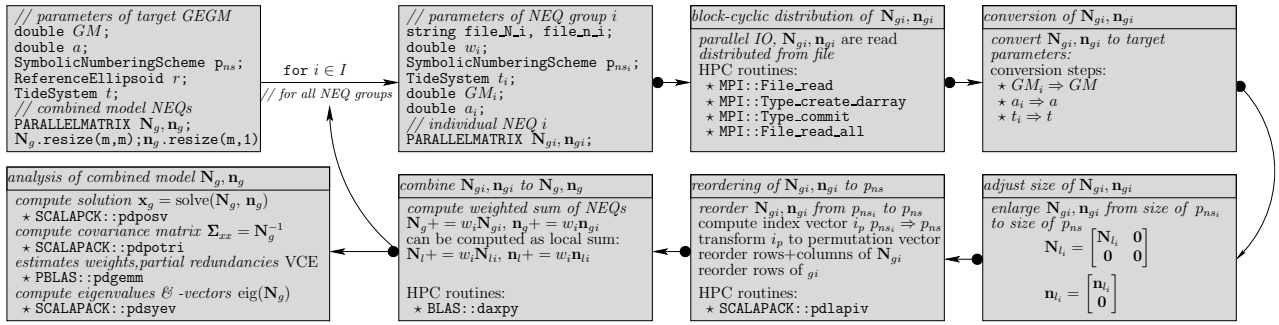 // parameters of target GEGM
double GM;
double a;
SymbolicNumberingScheme p_ns;
ReferenceEllipsoid r;
TideSystem t;
// combined model NEQs
PARALLELMATRIX N_g, n_g;
N_g.resize(m,m);n_g.resize(m,1)
for i ∈ I
// for all NEQ groups
// parameters of NEQ group i
string file_N_i, file_n_i;
double w_i;
SymbolicNumberingScheme p_ns_i;
TideSystem t_i;
double GM_i;
double a_i;
// individual NEQ i
PARALLELMATRIX N_gi, n_gi;
block-cyclic distribution of N_gi, n_gi
parallel IO, N_gi, n_gi are read
distributed from file
HPC routines:
⋆ MPI::File_read
⋆ MPI::Type_create_darray
⋆ MPI::Type_commit
⋆ MPI::File_read_all
conversion of N_gi, n_gi
convert N_gi, n_gi to target
parameters:
conversion steps:
⋆ GM_i ⇒ GM
⋆ a_i ⇒ a
⋆ t_i ⇒ t
adjust size of N_gi, n_gi
enlarge N_gi, n_gi from size of p_ns_i
to size of p_ns
N_l_i = [N_l_i 0
0 0]
n_l_i = [n_l_i
0]
reordering of N_gi, n_gi to p_ns
reorder N_gi, n_gi from p_ns_i to p_ns
compute index vector i_p p_ns_i ⇒ p_ns
transform i_p to permutation vector
reorder rows+columns of N_gi
reorder rows of gi
HPC routines:
⋆ SCALAPACK::pdlapiv
combine N_gi, n_gi to N_g, n_g
compute weighted sum of NEQs
N_g+ = w_iN_gi, n_g+ = w_in_gi
can be computed as local sum:
N_l+ = w_iN_li, n_l+ = w_in_li
HPC routines:
⋆ BLAS::daxpy
analysis of combined model N_g, n_g
compute solution x_g = solve(N_g, n_g)
⋆ SCALAPCK::pdposv
compute covariance matrix Σ_xx = N_g^-1
⋆ SCALAPACK::pdpotri
estimates weights,partial redundancies VCE
⋆ PBLAS::pdgemm
compute eigenvalues & -vectors eig(N_g)
⋆ SCALAPACK::pdsyev